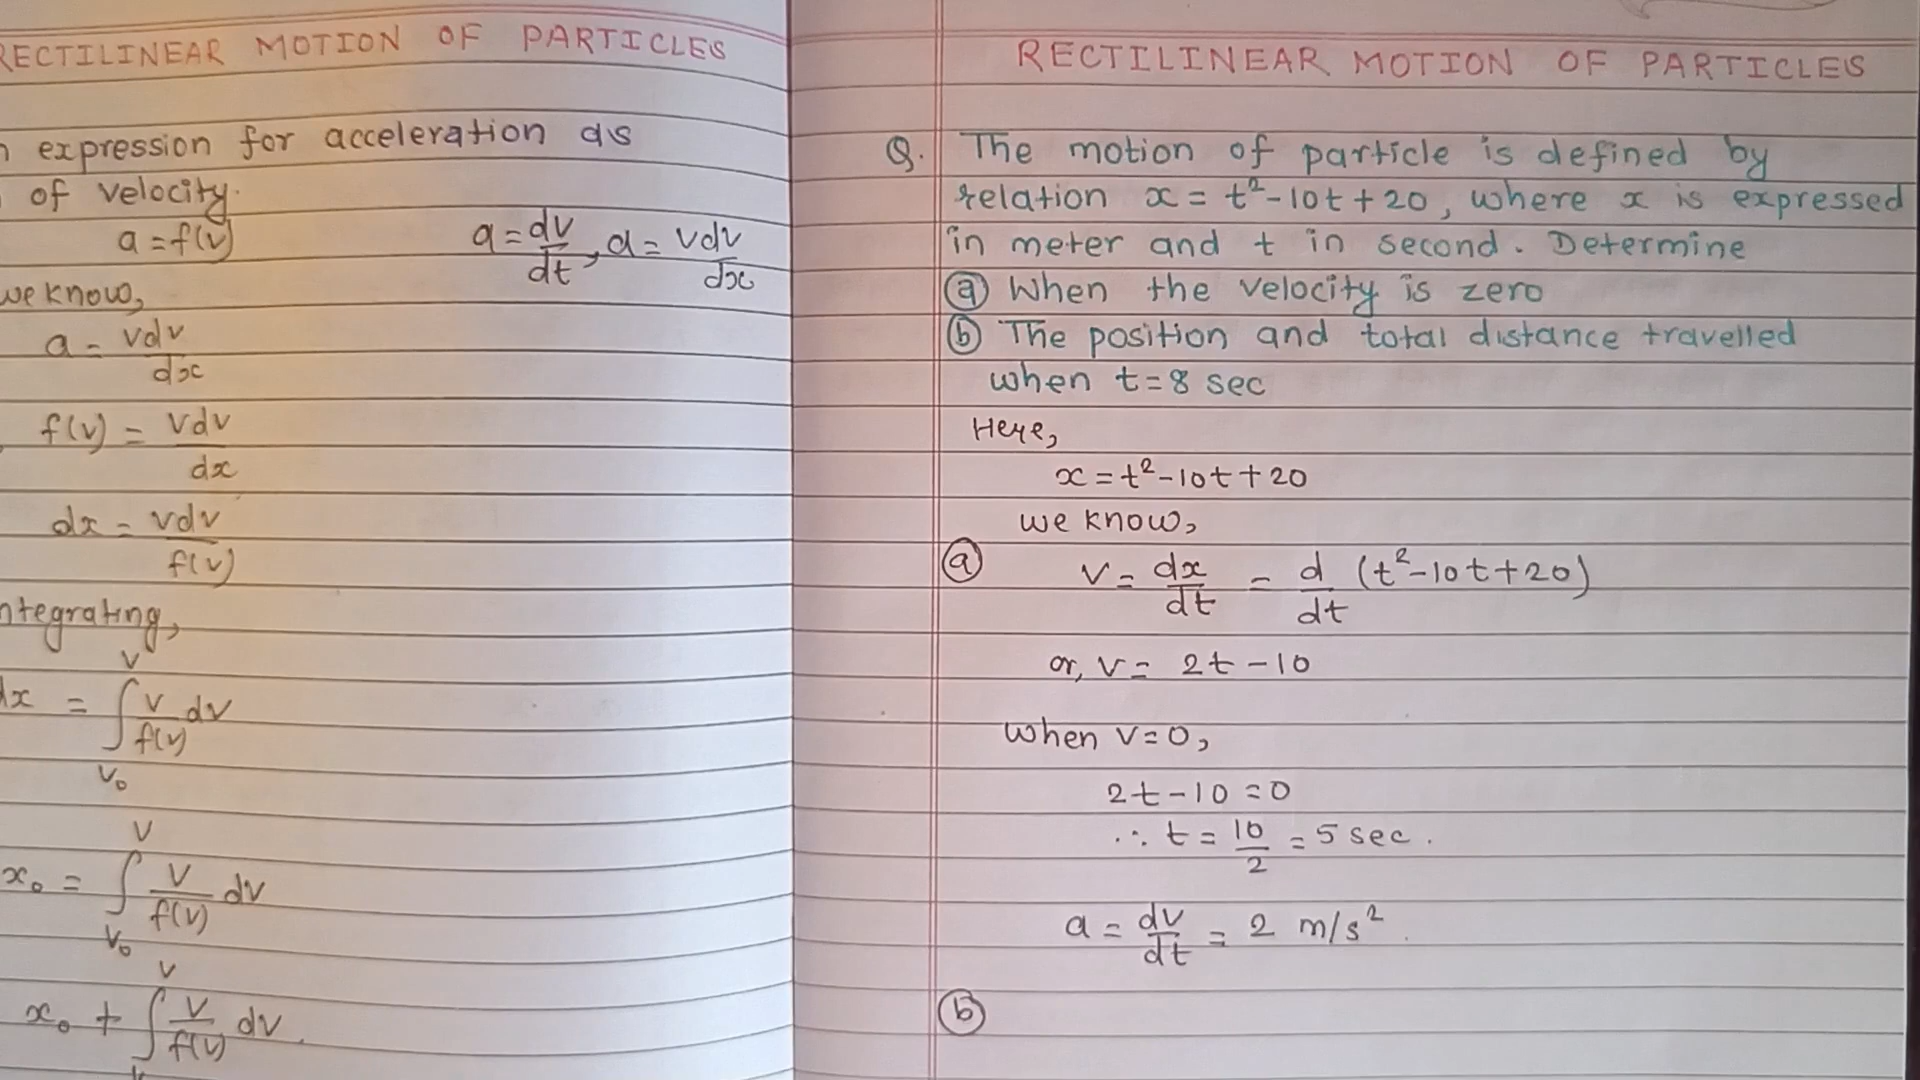 RECTILINEAR MOTION OF PARTICLES
expression for acceleration as
of velocity.
a = f(v)
a = dv/dt, a = vdv/dx
we know,
a = vdv/dx
f(v) = vdv/dx
dx = vdv/f(v)
ntegrating,
dx = ∫_{v₀}^{v} v/f(v) dv
x₀ = ∫_{v₀}^{v} v/f(v) dv
x₀ + ∫^{v} v/f(v) dv.
RECTILINEAR MOTION OF PARTICLES
Q. The motion of particle is defined by
relation x = t²-10t+20, where x is expressed
in meter and t in second. Determine
ⓐ When the velocity is zero
ⓑ The position and total distance travelled
when t=8 sec
Here,
x = t²-10t+20
we know,
ⓐ v = dx/dt = d/dt (t²-10t+20)
or, v = 2t-10
when v=0,
2t-10=0
∴ t = 10/2 = 5 sec.
a = dv/dt = 2 m/s².
ⓑ